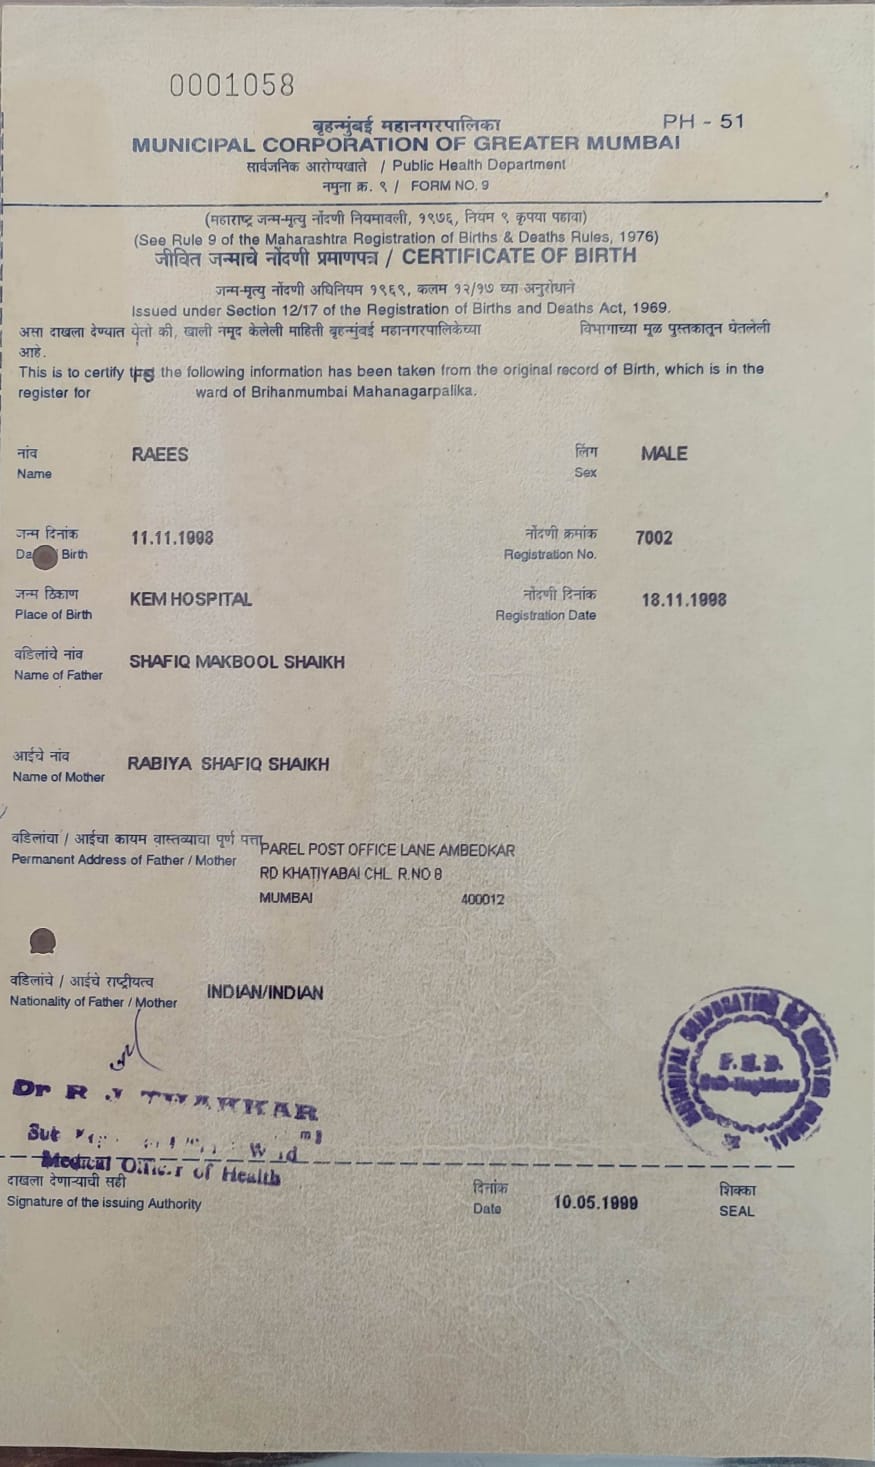 0001058
बृहन्मुंबई महानगरपालिका PH - 51
MUNICIPAL CORPORATION OF GREATER MUMBAI
सार्वजनिक आरोग्यखाते / Public Health Department
नमुना क्र. ९ / FORM NO. 9
(महाराष्ट्र जन्म-मृत्यु नोंदणी नियमावली, १९७६, नियम ९ कृपया पहावा)
(See Rule 9 of the Maharashtra Registration of Births & Deaths Rules, 1976)
जीवित जन्माचे नोंदणी प्रमाणपत्र / CERTIFICATE OF BIRTH
जन्म-मृत्यु नोंदणी अधिनियम १९६९, कलम १२/१७ च्या अनुरोधाने
Issued under Section 12/17 of the Registration of Births and Deaths Act, 1969.
असा दाखला देण्यात येतो की, खाली नमूद केलेली माहिती बृहन्मुंबई महानगरपालिकेच्या विभागाच्या मूळ पुस्तकातून घेतलेली
आहे.
This is to certify that the following information has been taken from the original record of Birth, which is in the
register for ward of Brihanmumbai Mahanagarpalika.
नांव RAEES लिंग MALE
Name Sex
जन्म दिनांक 11.11.1998 नोंदणी क्रमांक 7002
Da Birth Registration No.
जन्म ठिकाण KEM HOSPITAL नोंदणी दिनांक 18.11.1998
Place of Birth Registration Date
वडिलांचे नांव SHAFIQ MAKBOOL SHAIKH
Name of Father
आईचे नांव RABIYA SHAFIQ SHAIKH
Name of Mother
वडिलांचा / आईचा कायम वास्तव्याचा पूर्ण पत्ता PAREL POST OFFICE LANE AMBEDKAR
Permanent Address of Father / Mother RD KHATIYABAI CHL. R.NO 8
MUMBAI 400012
वडिलांचे / आईचे राष्ट्रीयत्व INDIAN/INDIAN
Nationality of Father / Mother
MUNICIPAL CORPORATION OF GREATER MUMBAI
Dr R J
Medical Officer of Health
दाखला देणाऱ्याची सही दिनांक 10.05.1999 शिक्का
Signature of the issuing Authority Date SEAL